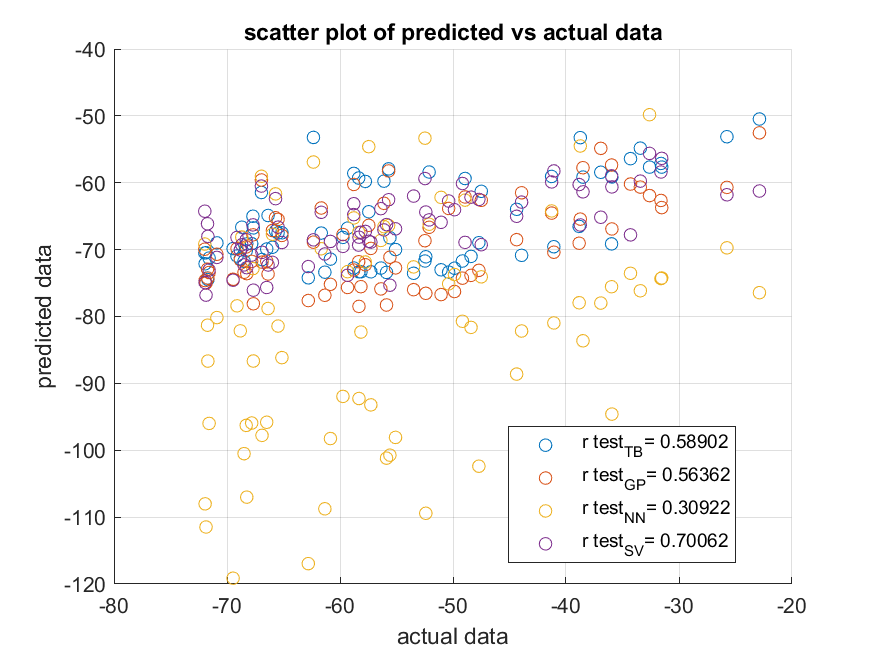 scatter plot of predicted vs actual data
-40
-50
-60
-70
-80
-90
-100
-110
-120
predicted data
r test_TB= 0.58902
r test_GP= 0.56362
r test_NN= 0.30922
r test_SV= 0.70062
-80 -70 -60 -50 -40 -30 -20
actual data